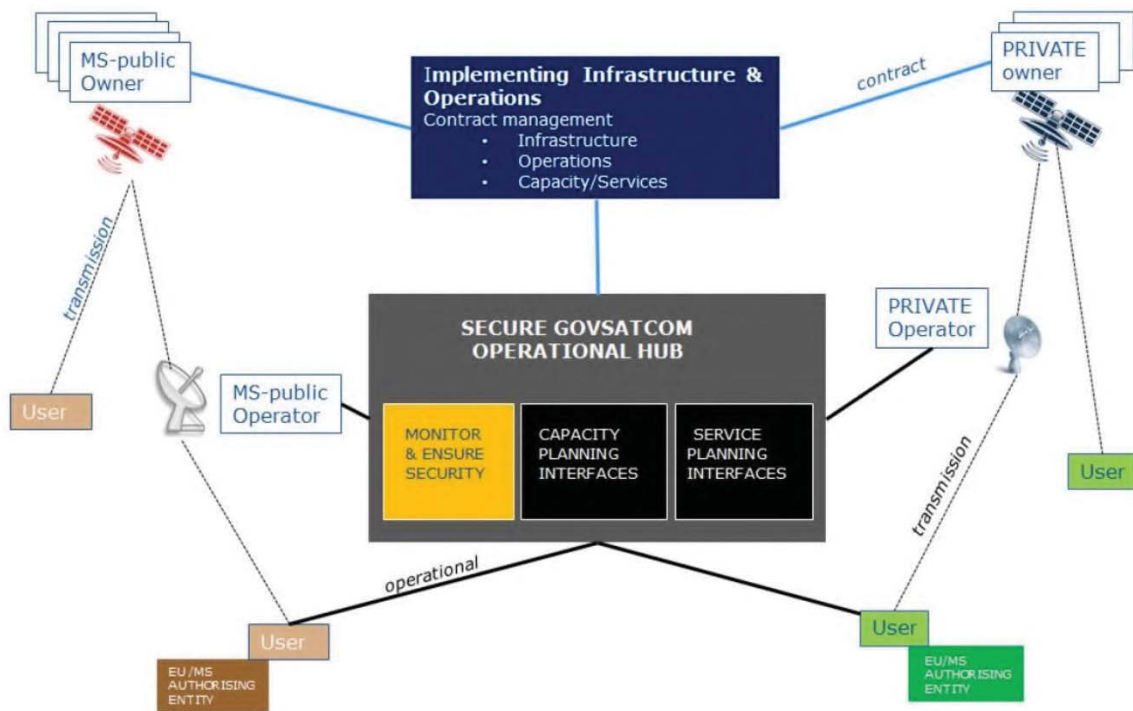 MS-public
Owner
Implementing Infrastructure &
Operations
Contract management
• Infrastructure
• Operations
• Capacity/Services
contract
PRIVATE
owner
transmission
SECURE GOVSATCOM
OPERATIONAL HUB
PRIVATE
Operator
User
MS-public
Operator
MONITOR
& ENSURE
SECURITY
CAPACITY
PLANNING
INTERFACES
SERVICE
PLANNING
INTERFACES
User
transmission
operational
User
EU/MS
AUTHORISING
ENTITY
User
EU/MS
AUTHORISING
ENTITY